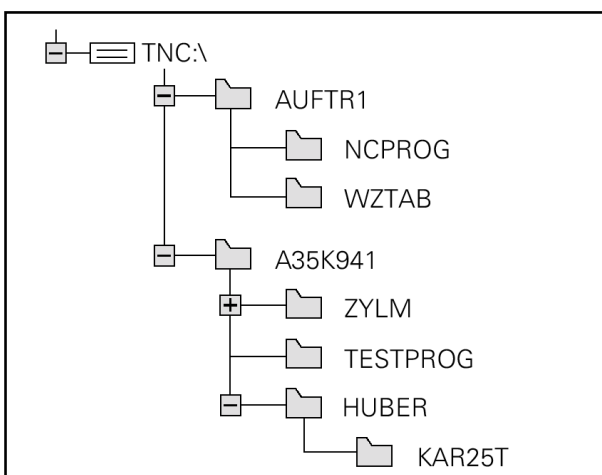 TNC:\
AUFTR1
NCPROG
WZTAB
A35K941
ZYLM
TESTPROG
HUBER
KAR25T